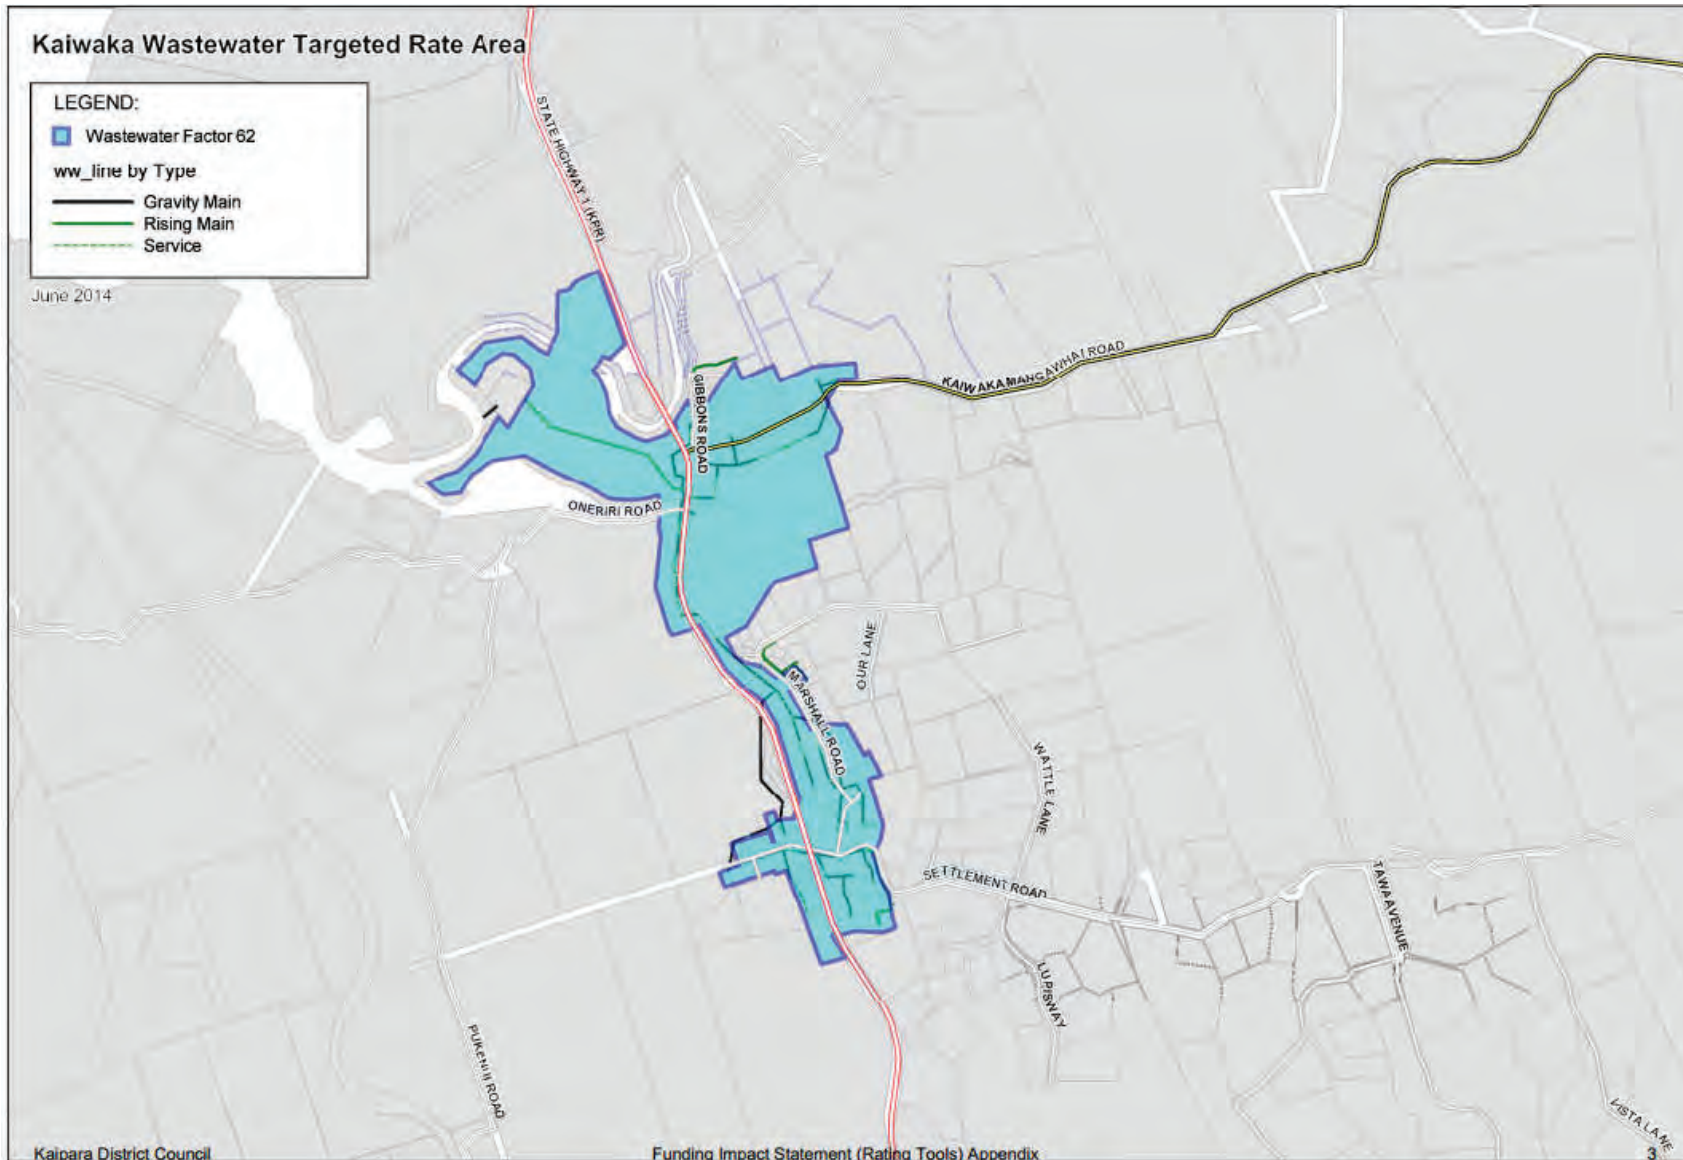 Kaiwaka Wastewater Targeted Rate Area
LEGEND:
Wastewater Factor 62
ww_line by Type
Gravity Main
Rising Main
Service
June 2014
STATE HIGHWAY 1 (KPR)
GIBBONS ROAD
KAIWAKA MANGAWHAI ROAD
ONERIRI ROAD
OUR LANE
MARSHALL ROAD
WATTLE LANE
SETTLEMENT ROAD
TAWA AVENUE
LUPISWAY
PUKENUI ROAD
VISTA LANE
Kaipara District Council
Funding Impact Statement (Rating Tools) Appendix
3